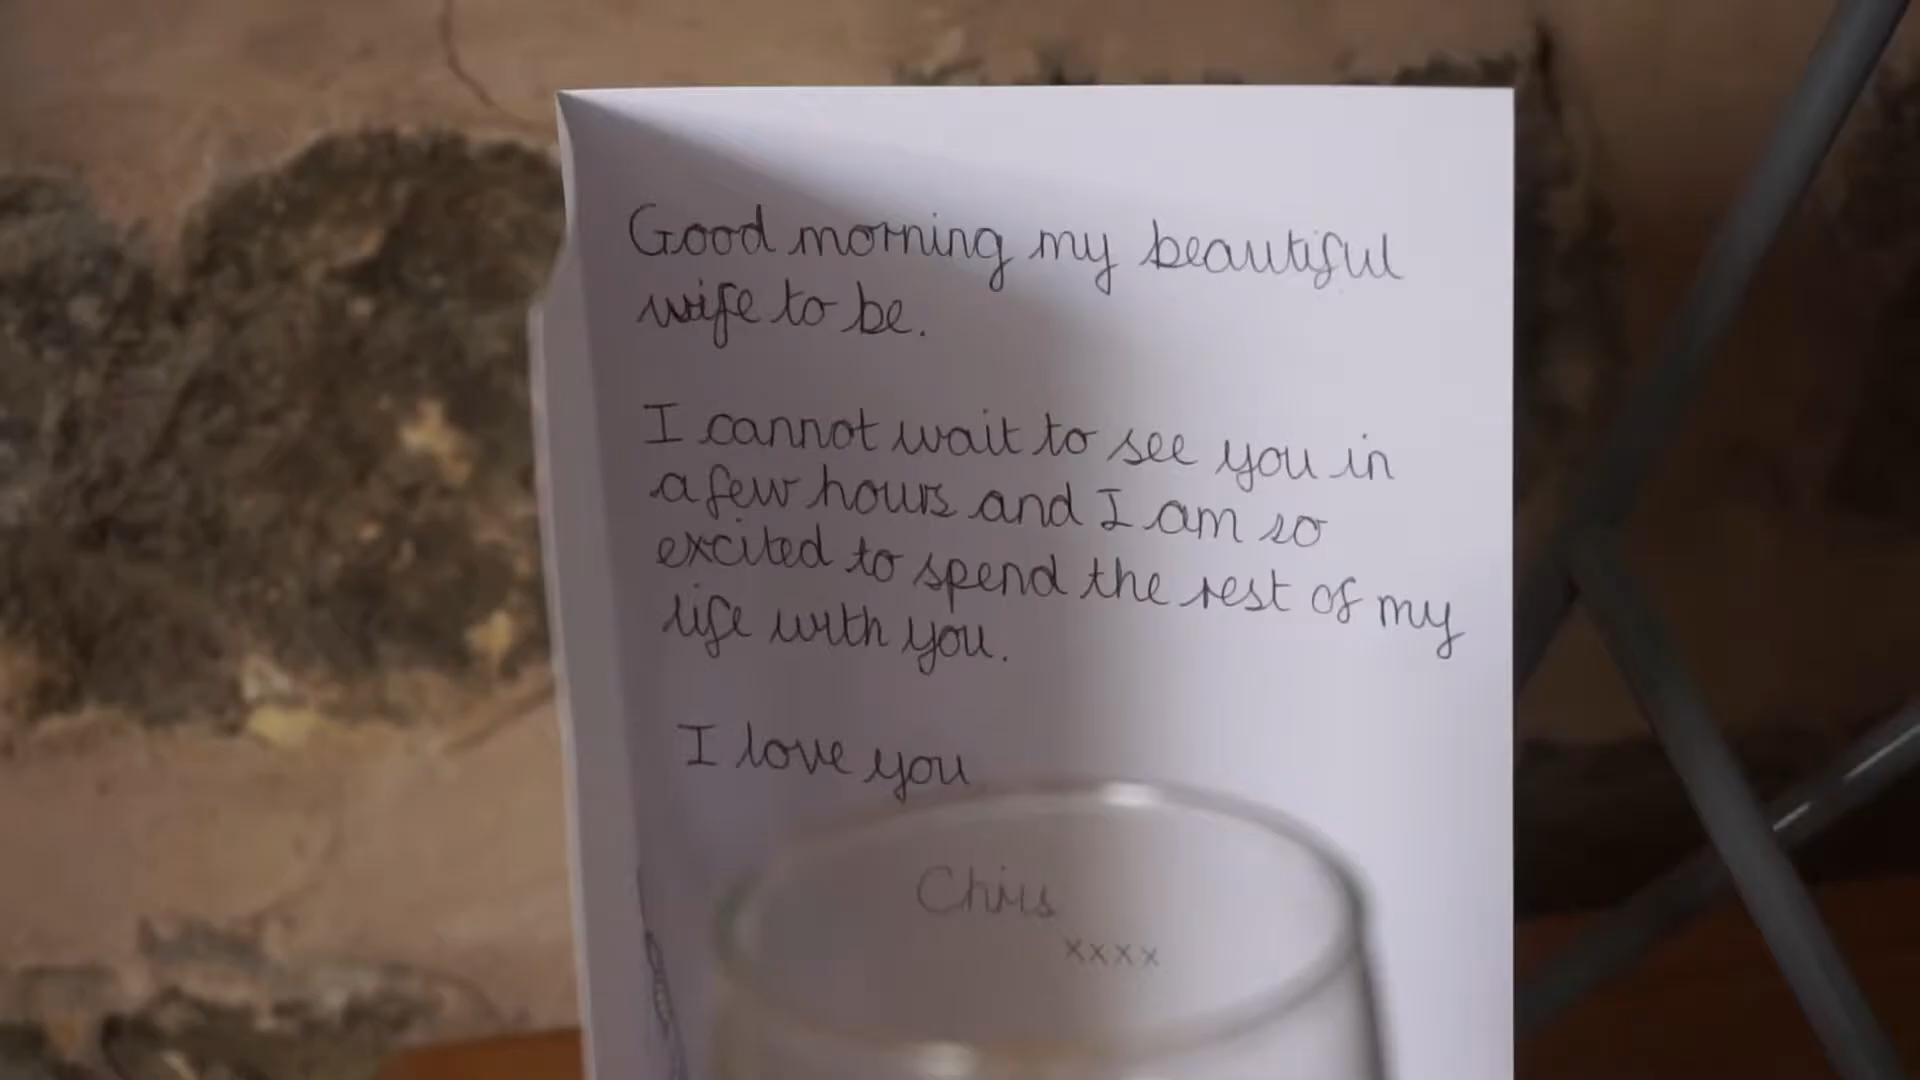 Good morning my beautiful
wife to be.
I cannot wait to see you in
a few hours and I am so
excited to spend the rest of my
life with you.
I love you
Chris
xxxx